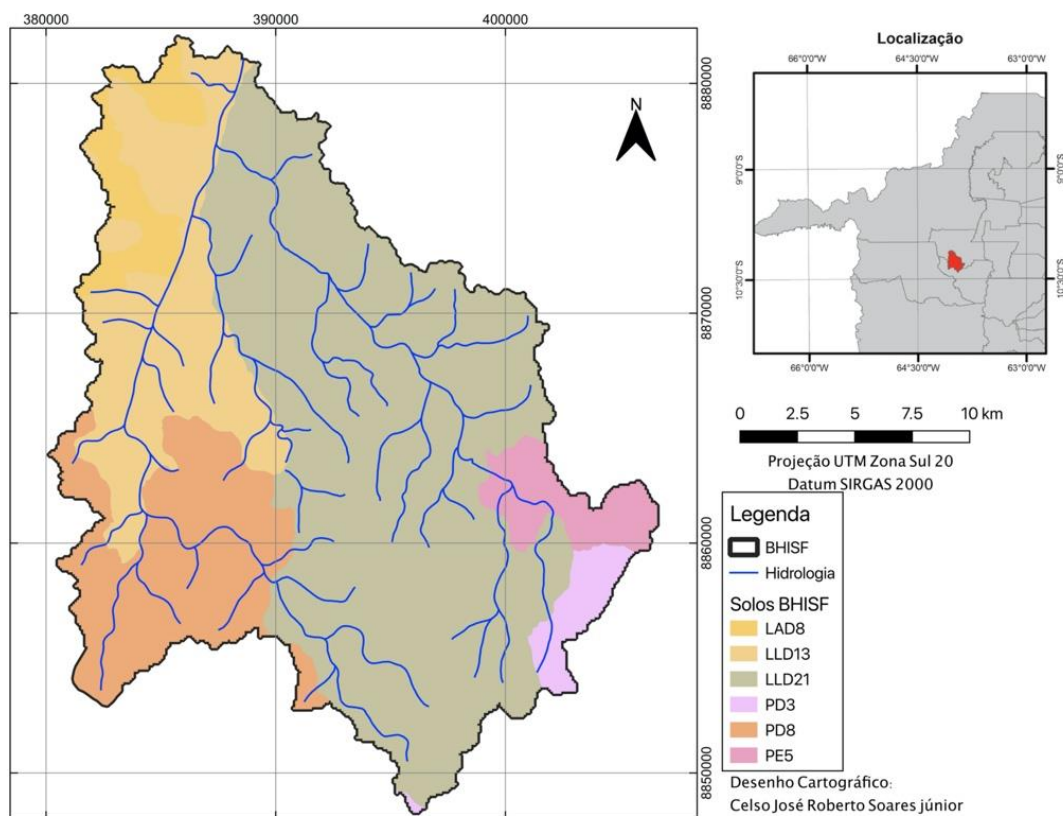 380000 390000 400000
8880000
8870000
8860000
8850000
N
Localização
66°0'0"W 64°30'0"W 63°0'0"W
9°0'0"S 9°0'0"S
10°30'0"S 10°30'0"S
66°0'0"W 64°30'0"W 63°0'0"W
0 2.5 5 7.5 10 km
Projeção UTM Zona Sul 20
Datum SIRGAS 2000
Legenda
BHISF
Hidrologia
Solos BHISF
LAD8
LLD13
LLD21
PD3
PD8
PE5
Desenho Cartográfico:
Celso José Roberto Soares júnior